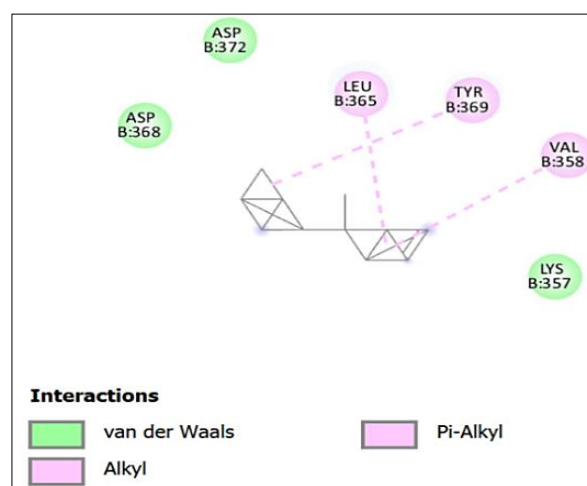 ASP
B:372
LEU
B:365
TYR
B:369
ASP
B:368
VAL
B:358
LYS
B:357
Interactions
van der Waals
Pi-Alkyl
Alkyl